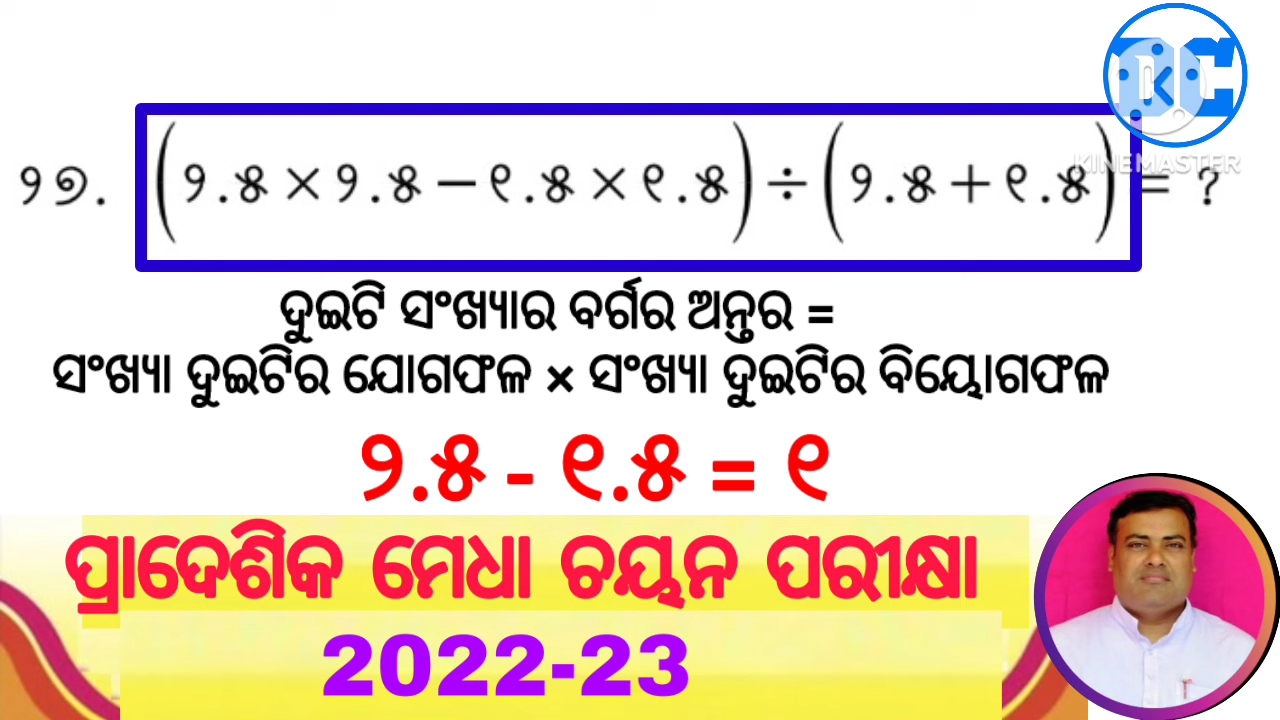 DC
K
KINEMASTER
୨୭. (୨.୫ × ୨.୫ − ୧.୫ × ୧.୫) ÷ (୨.୫ + ୧.୫) = ?
ଦୁଇଟି ସଂଖ୍ୟାର ବର୍ଗର ଅନ୍ତର =
ସଂଖ୍ୟା ଦୁଇଟିର ଯୋଗଫଳ × ସଂଖ୍ୟା ଦୁଇଟିର ବିୟୋଗଫଳ
୨.୫ - ୧.୫ = ୧
ପ୍ରାଦେଶିକ ମେଧା ଚୟନ ପରୀକ୍ଷା
2022-23